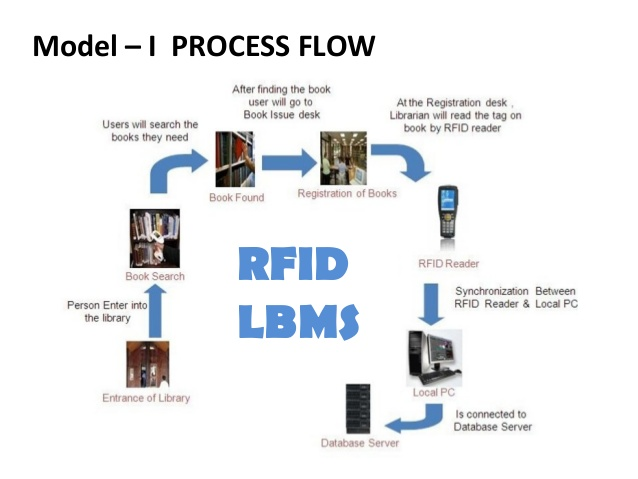 Model – I PROCESS FLOW
After finding the book
user will go to
Book Issue desk
At the Registration desk ,
Librarian will read the tag on
book by RFID reader
Users will search the
books they need
Book Found
Registration of Books
RFID Reader
Book Search
RFID
LBMS
Synchronization Between
RFID Reader & Local PC
Person Enter into
the library
Entrance of Library
Local PC
Is connected to
Database Server
Database Server